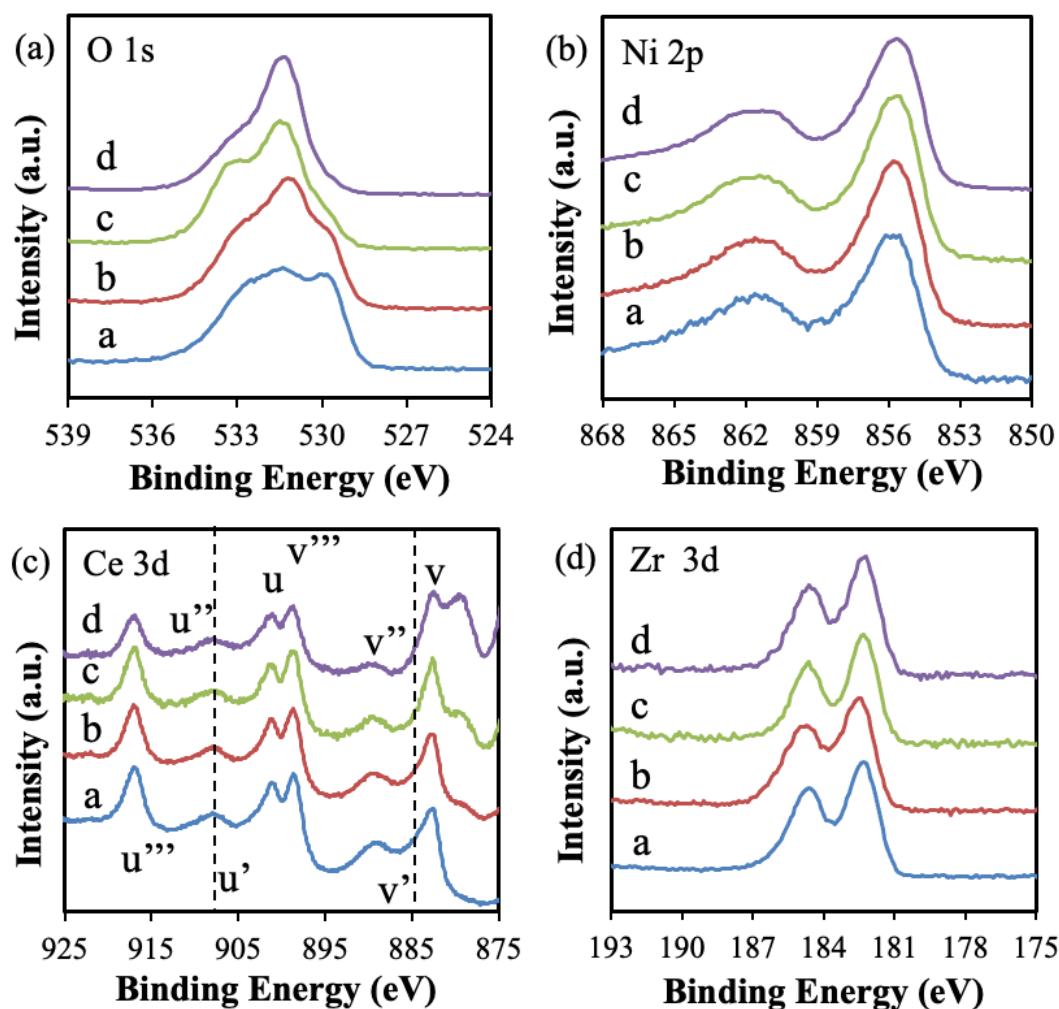 (a)
O 1s
d
c
b
a
Intensity (a.u.)
539 536 533 530 527 524
Binding Energy (eV)
(b)
Ni 2p
d
c
b
a
Intensity (a.u.)
868 865 862 859 856 853 850
Binding Energy (eV)
(c)
Ce 3d
v’’’
u
v
u’’
v’’
d
c
b
a
u’’’
u’
v’
Intensity (a.u.)
925 915 905 895 885 875
Binding Energy (eV)
(d)
Zr 3d
d
c
b
a
Intensity (a.u.)
193 190 187 184 181 178 175
Binding Energy (eV)